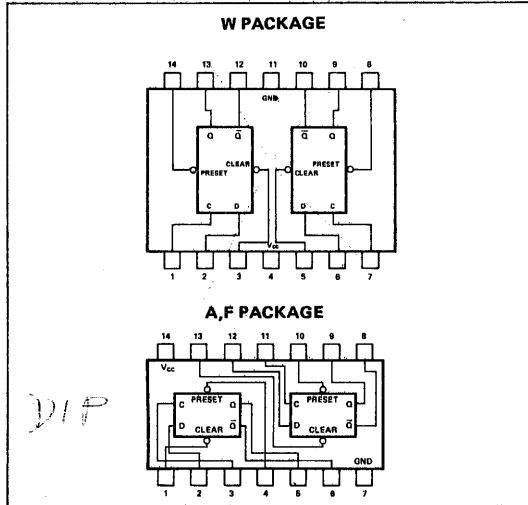 W PACKAGE
14 13 12 11 10 9 8
GND
Q Q̅ Q̅ Q
CLEAR PRESET
PRESET CLEAR
C D D C
Vcc
1 2 3 4 5 6 7
A,F PACKAGE
14 13 12 11 10 9 8
Vcc
PRESET PRESET
C Q C Q
D Q̅ D Q̅
CLEAR CLEAR
GND
DIP
1 2 3 4 5 6 7